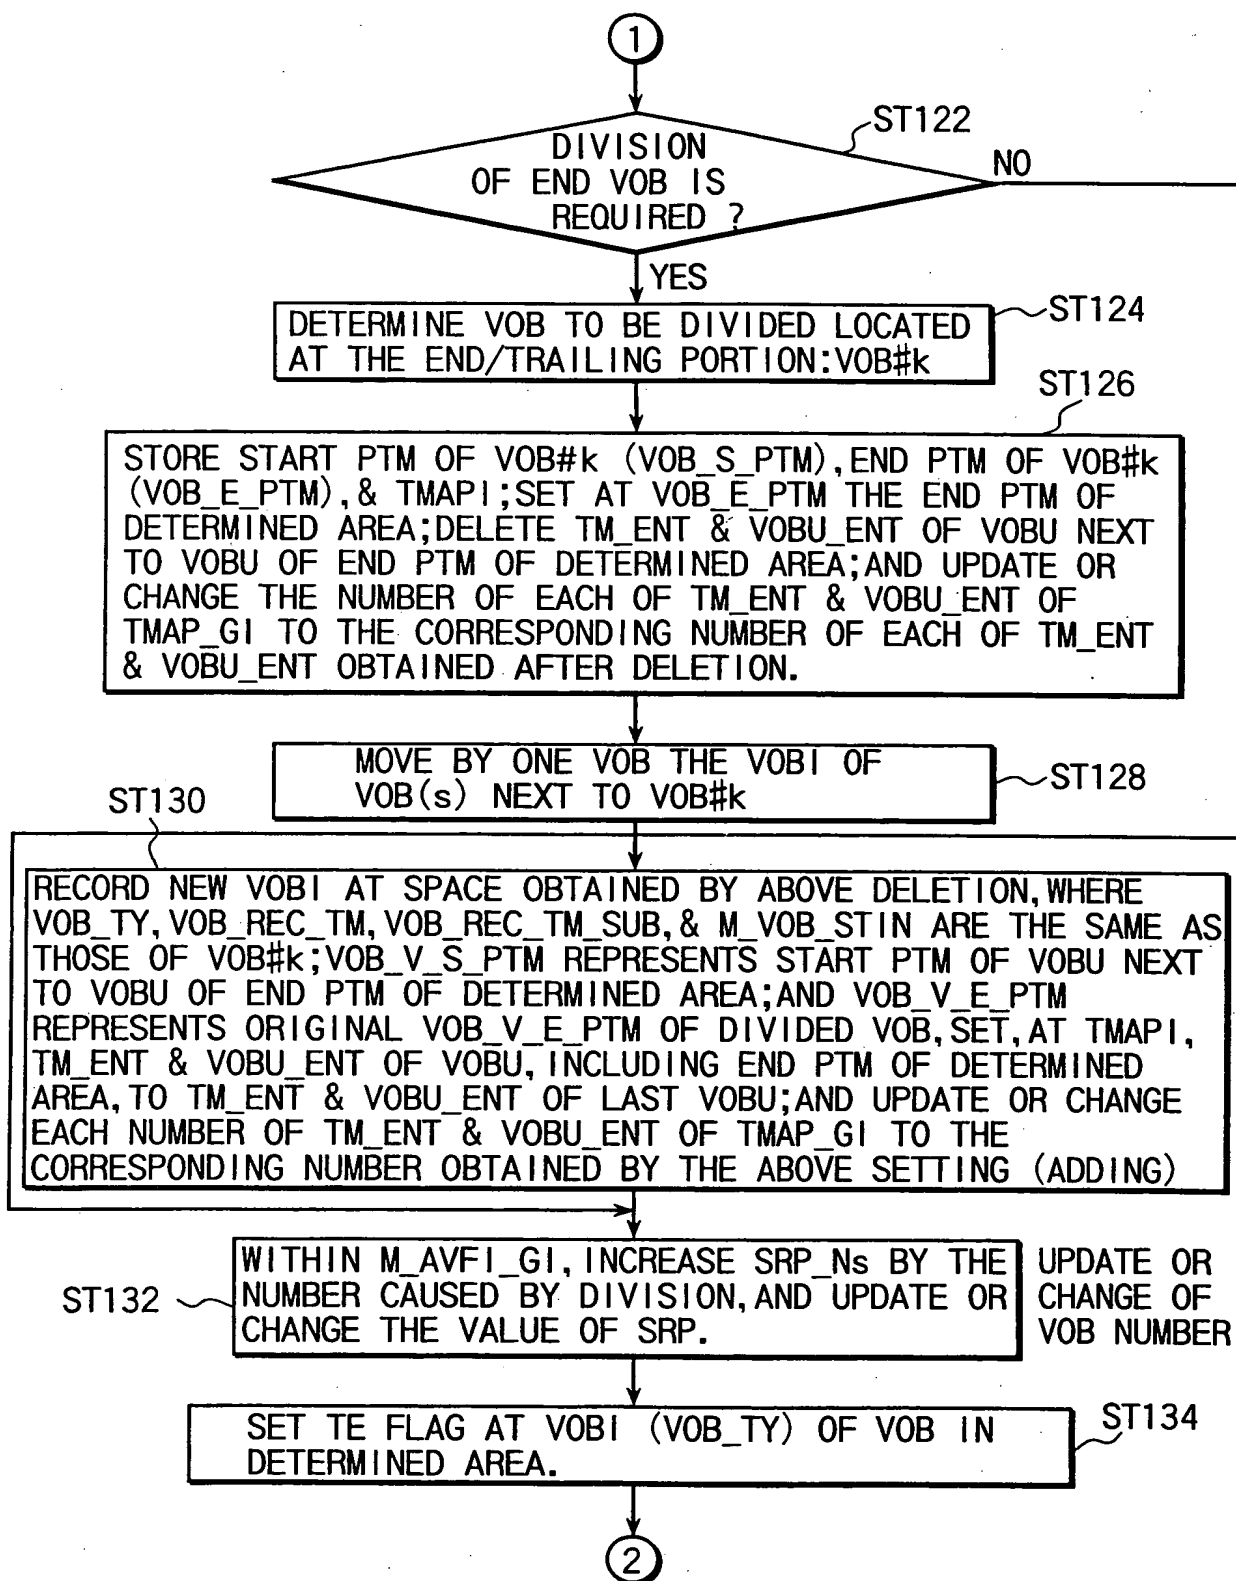 1
ST122
DIVISION
OF END VOB IS
REQUIRED ?
NO
YES
ST124
DETERMINE VOB TO BE DIVIDED LOCATED
AT THE END/TRAILING PORTION:VOB#k
ST126
STORE START PTM OF VOB#k (VOB_S_PTM),END PTM OF VOB#k
(VOB_E_PTM),& TMAPI;SET AT VOB_E_PTM THE END PTM OF
DETERMINED AREA;DELETE TM_ENT & VOBU_ENT OF VOBU NEXT
TO VOBU OF END PTM OF DETERMINED AREA;AND UPDATE OR
CHANGE THE NUMBER OF EACH OF TM_ENT & VOBU_ENT OF
TMAP_GI TO THE CORRESPONDING NUMBER OF EACH OF TM_ENT
& VOBU_ENT OBTAINED AFTER DELETION.
MOVE BY ONE VOB THE VOBI OF
VOB(s) NEXT TO VOB#k
ST128
ST130
RECORD NEW VOBI AT SPACE OBTAINED BY ABOVE DELETION,WHERE
VOB_TY,VOB_REC_TM,VOB_REC_TM_SUB,& M_VOB_STIN ARE THE SAME AS
THOSE OF VOB#k;VOB_V_S_PTM REPRESENTS START PTM OF VOBU NEXT
TO VOBU OF END PTM OF DETERMINED AREA;AND VOB_V_E_PTM
REPRESENTS ORIGINAL VOB_V_E_PTM OF DIVIDED VOB,SET,AT TMAPI,
TM_ENT & VOBU_ENT OF VOBU,INCLUDING END PTM OF DETERMINED
AREA,TO TM_ENT & VOBU_ENT OF LAST VOBU;AND UPDATE OR CHANGE
EACH NUMBER OF TM_ENT & VOBU_ENT OF TMAP_GI TO THE
CORRESPONDING NUMBER OBTAINED BY THE ABOVE SETTING (ADDING)
ST132
WITHIN M_AVFI_GI,INCREASE SRP_Ns BY THE
NUMBER CAUSED BY DIVISION,AND UPDATE OR
CHANGE THE VALUE OF SRP.
UPDATE OR
CHANGE OF
VOB NUMBER
SET TE FLAG AT VOBI (VOB_TY) OF VOB IN
DETERMINED AREA.
ST134
2